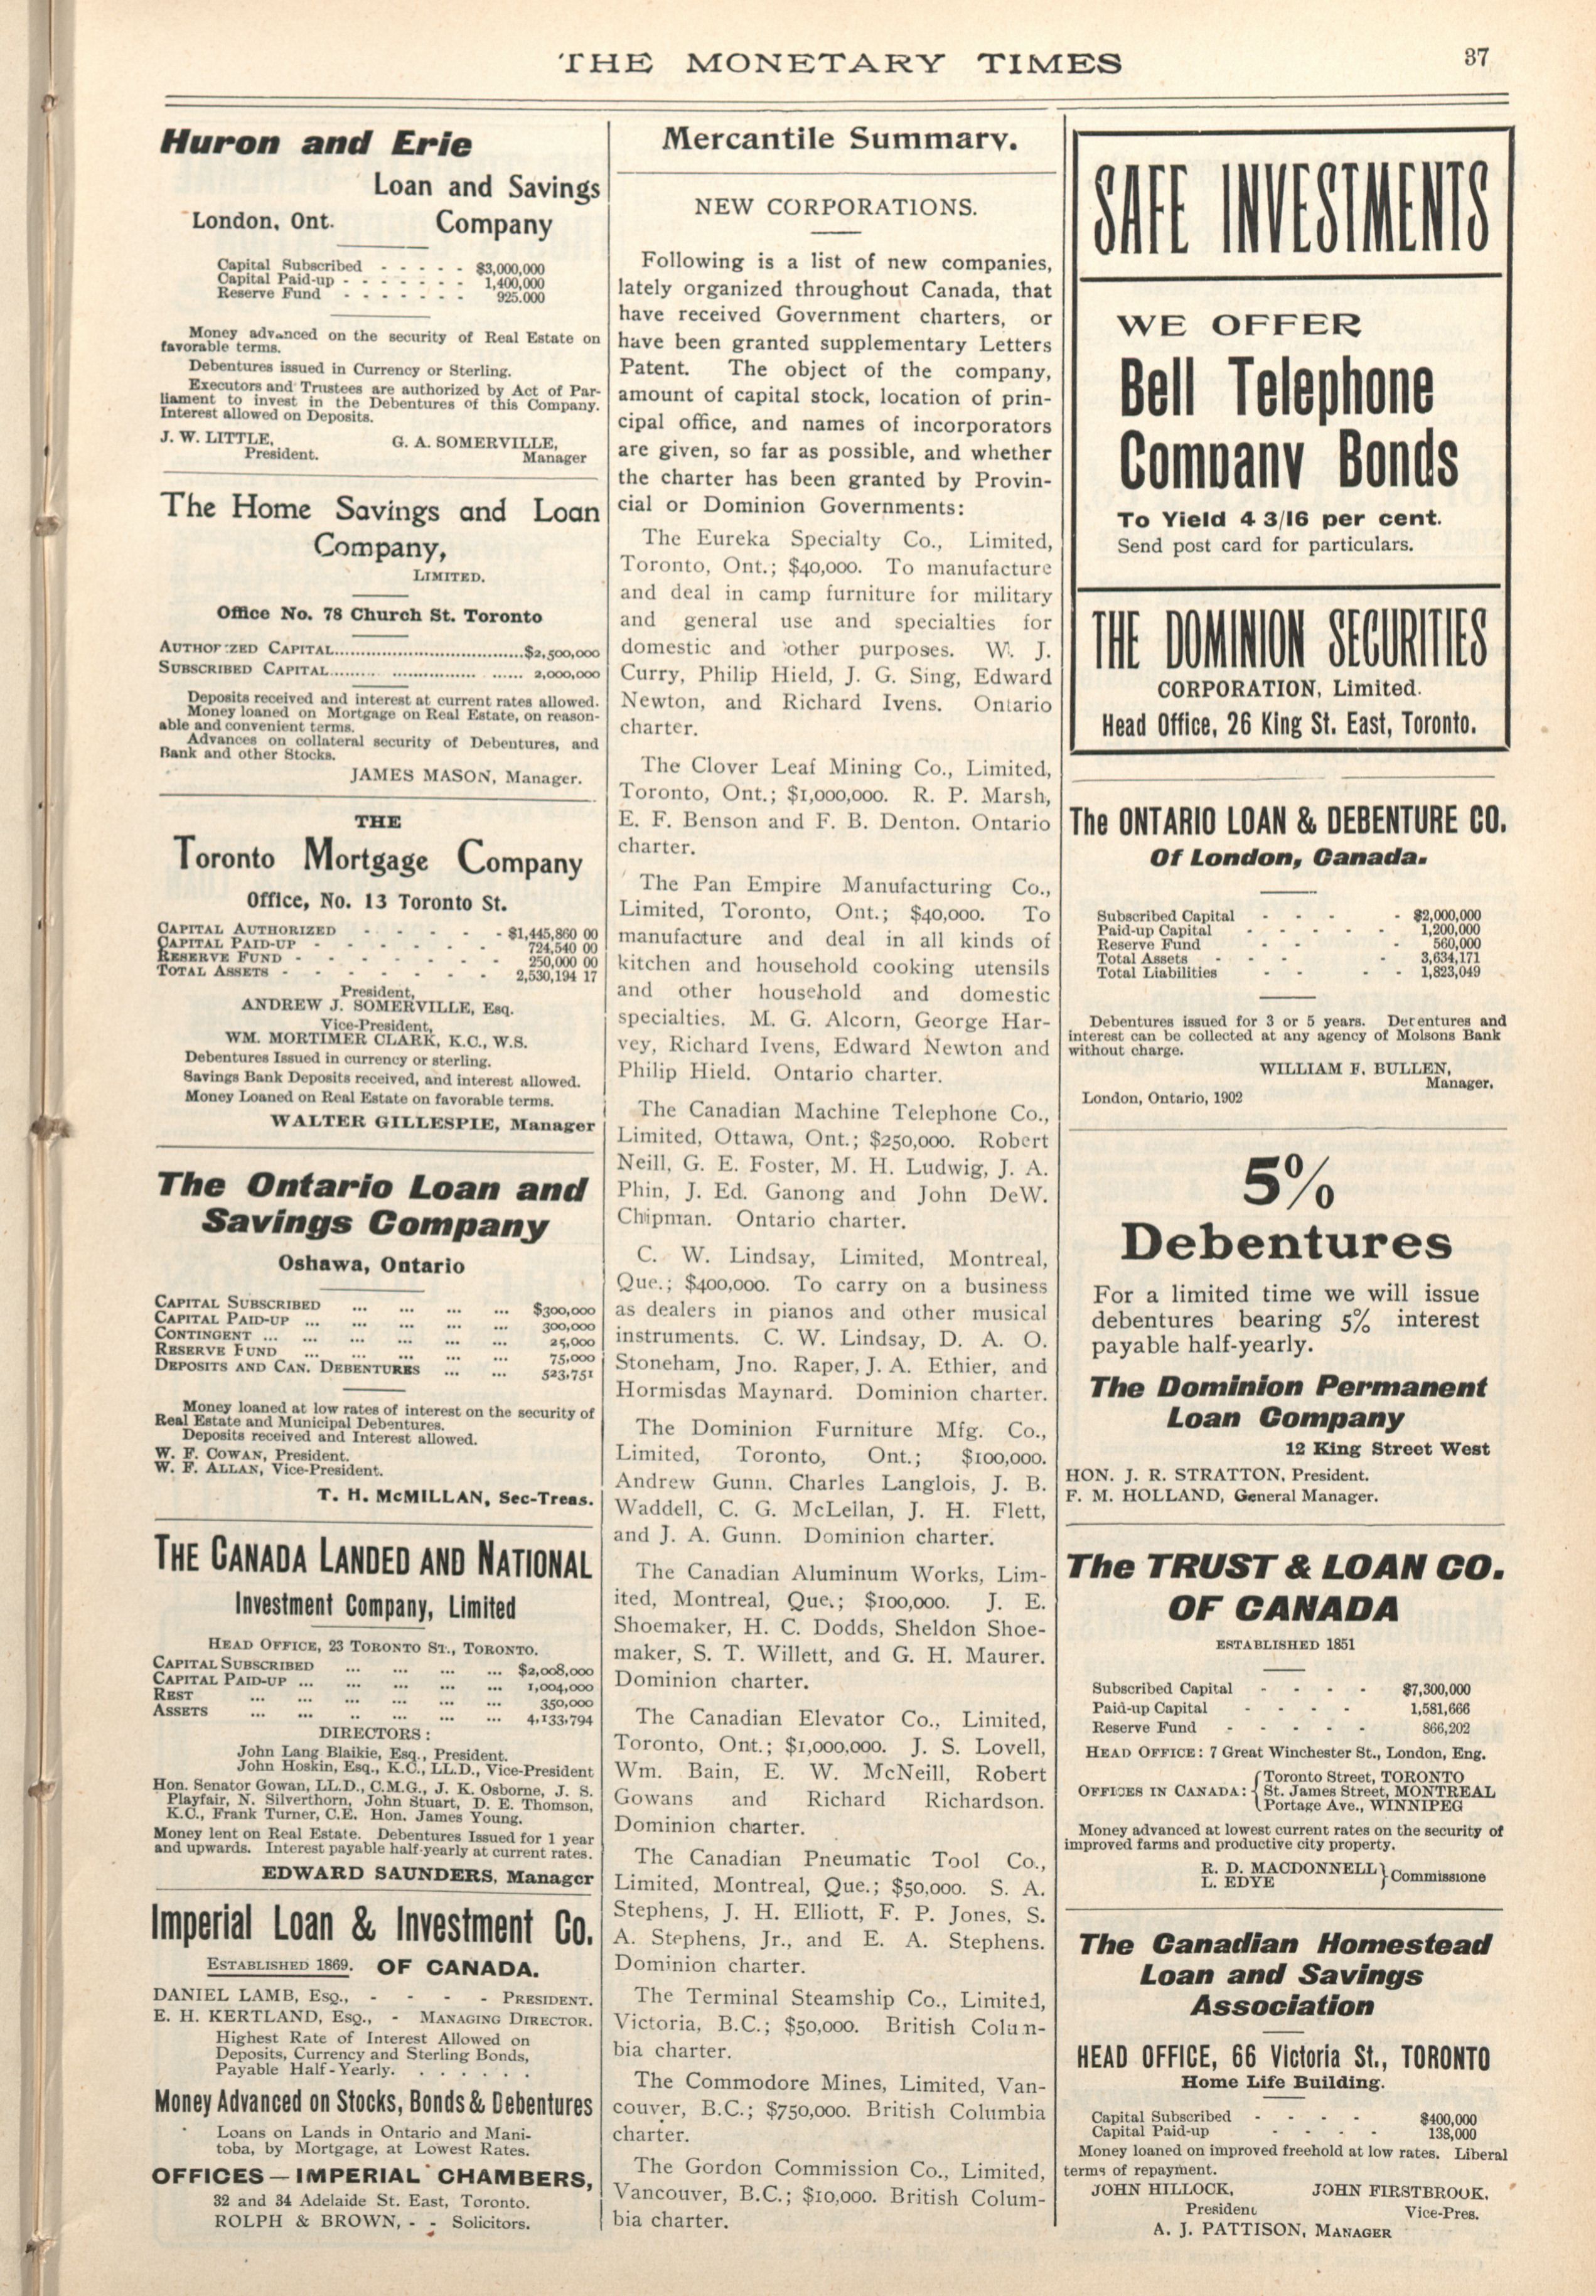 THE MONETARY TIMES
37
Huron and Erie
Loan and Savings
London, Ont. Company
Capital Subscribed - - - - - $3,000,000
Capital Paid-up - - - - - - - 1,400,000
Reserve Fund - - - - - - - 925.000
Money advanced on the security of Real Estate on
favorable terms.
Debentures issued in Currency or Sterling.
Executors and Trustees are authorized by Act of Par-
liament to invest in the Debentures of this Company.
Interest allowed on Deposits.
J. W. LITTLE, G. A. SOMERVILLE,
President. Manager
The Home Savings and Loan
Company,
LIMITED.
Office No. 78 Church St. Toronto
AUTHORIZED CAPITAL..............................$2,500,000
SUBSCRIBED CAPITAL......... ................ ...... 2,000,000
Deposits received and interest at current rates allowed.
Money loaned on Mortgage on Real Estate, on reason-
able and convenient terms.
Advances on collateral security of Debentures, and
Bank and other Stocks.
JAMES MASON, Manager.
THE
Toronto Mortgage Company
Office, No. 13 Toronto St.
CAPITAL AUTHORIZED - - - - - $1,445,860 00
CAPITAL PAID-UP - - - - - - 724,540 00
RESERVE FUND - - - - - - 250,000 00
TOTAL ASSETS - - - - - - 2,530,194 17
President,
ANDREW J. SOMERVILLE, Esq.
Vice-President,
WM. MORTIMER CLARK, K.C., W.S.
Debentures Issued in currency or sterling.
Savings Bank Deposits received, and interest allowed.
Money Loaned on Real Estate on favorable terms.
WALTER GILLESPIE, Manager
The Ontario Loan and
Savings Company
Oshawa, Ontario
CAPITAL SUBSCRIBED ... ... ... ... $300,000
CAPITAL PAID-UP ... ... ... ... ... 300,000
CONTINGENT ... ... ... ... ... ... 25,000
RESERVE FUND ... ... ... ... ... 75,000
DEPOSITS AND CAN. DEBENTURES ... ... 523,751
Money loaned at low rates of interest on the security of
Real Estate and Municipal Debentures.
Deposits received and Interest allowed.
W. F. COWAN, President.
W. F. ALLAN, Vice-President.
T. H. McMILLAN, Sec-Treas.
THE CANADA LANDED AND NATIONAL
Investment Company, Limited
HEAD OFFICE, 23 TORONTO ST., TORONTO.
CAPITAL SUBSCRIBED ... ... ... ... $2,008,000
CAPITAL PAID-UP ... ... ... ... ... 1,004,000
REST ... ... ... ... ... ... 350,000
ASSETS ... ... .. ... ... ... 4,133,794
DIRECTORS :
John Lang Blaikie, Esq., President.
John Hoskin, Esq., K.C., LL.D., Vice-President
Hon. Senator Gowan, LL.D., C.M.G., J. K. Osborne, J. S.
Playfair, N. Silverthorn, John Stuart, D. E. Thomson,
K.C., Frank Turner, C.E. Hon. James Young.
Money lent on Real Estate. Debentures Issued for 1 year
and upwards. Interest payable half-yearly at current rates.
EDWARD SAUNDERS, Manager
Imperial Loan & Investment Co.
ESTABLISHED 1869. OF CANADA.
DANIEL LAMB, ESQ., - - - - PRESIDENT.
E. H. KERTLAND, ESQ., - MANAGING DIRECTOR.
Highest Rate of Interest Allowed on
Deposits, Currency and Sterling Bonds,
Payable Half-Yearly. . . . . . .
Money Advanced on Stocks, Bonds & Debentures
Loans on Lands in Ontario and Mani-
toba, by Mortgage, at Lowest Rates.
OFFICES—IMPERIAL CHAMBERS,
32 and 34 Adelaide St. East, Toronto.
ROLPH & BROWN, - - Solicitors.
Mercantile Summary.
NEW CORPORATIONS.
Following is a list of new companies,
lately organized throughout Canada, that
have received Government charters, or
have been granted supplementary Letters
Patent. The object of the company,
amount of capital stock, location of prin-
cipal office, and names of incorporators
are given, so far as possible, and whether
the charter has been granted by Provin-
cial or Dominion Governments:
The Eureka Specialty Co., Limited,
Toronto, Ont.; $40,000. To manufacture
and deal in camp furniture for military
and general use and specialties for
domestic and other purposes. W. J.
Curry, Philip Hield, J. G. Sing, Edward
Newton, and Richard Ivens. Ontario
charter.
The Clover Leaf Mining Co., Limited,
Toronto, Ont.; $1,000,000. R. P. Marsh,
E. F. Benson and F. B. Denton. Ontario
charter.
The Pan Empire Manufacturing Co.,
Limited, Toronto, Ont.; $40,000. To
manufacture and deal in all kinds of
kitchen and household cooking utensils
and other household and domestic
specialties. M. G. Alcorn, George Har-
vey, Richard Ivens, Edward Newton and
Philip Hield. Ontario charter.
The Canadian Machine Telephone Co.,
Limited, Ottawa, Ont.; $250,000. Robert
Neill, G. E. Foster, M. H. Ludwig, J. A.
Phin, J. Ed. Ganong and John DeW.
Chipman. Ontario charter.
C. W. Lindsay, Limited, Montreal,
Que.; $400,000. To carry on a business
as dealers in pianos and other musical
instruments. C. W. Lindsay, D. A. O.
Stoneham, Jno. Raper, J. A. Ethier, and
Hormisdas Maynard. Dominion charter.
The Dominion Furniture Mfg. Co.,
Limited, Toronto, Ont.; $100,000.
Andrew Gunn, Charles Langlois, J. B.
Waddell, C. G. McLellan, J. H. Flett,
and J. A. Gunn. Dominion charter.
The Canadian Aluminum Works, Lim-
ited, Montreal, Que.; $100,000. J. E.
Shoemaker, H. C. Dodds, Sheldon Shoe-
maker, S. T. Willett, and G. H. Maurer.
Dominion charter.
The Canadian Elevator Co., Limited,
Toronto, Ont.; $1,000,000. J. S. Lovell,
Wm. Bain, E. W. McNeill, Robert
Gowans and Richard Richardson.
Dominion charter.
The Canadian Pneumatic Tool Co.,
Limited, Montreal, Que.; $50,000. S. A.
Stephens, J. H. Elliott, F. P. Jones, S.
A. Stephens, Jr., and E. A. Stephens.
Dominion charter.
The Terminal Steamship Co., Limited,
Victoria, B.C.; $50,000. British Colum-
bia charter.
The Commodore Mines, Limited, Van-
couver, B.C.; $750,000. British Columbia
charter.
The Gordon Commission Co., Limited,
Vancouver, B.C.; $10,000. British Colum-
bia charter.
SAFE INVESTMENTS
WE OFFER
Bell Telephone
Company Bonds
To Yield 4 3/16 per cent.
Send post card for particulars.
THE DOMINION SECURITIES
CORPORATION, Limited.
Head Office, 26 King St. East, Toronto.
The ONTARIO LOAN & DEBENTURE CO.
Of London, Canada.
Subscribed Capital - - - - $2,000,000
Paid-up Capital - - - - - 1,200,000
Reserve Fund - - - 560,000
Total Assets - - - - 3,634,171
Total Liabilities - - - - 1,823,049
Debentures issued for 3 or 5 years. Debentures and
interest can be collected at any agency of Molsons Bank
without charge.
WILLIAM F. BULLEN,
Manager.
London, Ontario, 1902
5%
Debentures
For a limited time we will issue
debentures bearing 5% interest
payable half-yearly.
The Dominion Permanent
Loan Company
12 King Street West
HON. J. R. STRATTON, President.
F. M. HOLLAND, General Manager.
The TRUST & LOAN CO.
OF CANADA
ESTABLISHED 1851
Subscribed Capital - - - - $7,300,000
Paid-up Capital - - - - 1,581,666
Reserve Fund - - - - - 866,202
HEAD OFFICE: 7 Great Winchester St., London, Eng.
OFFICES IN CANADA: { Toronto Street, TORONTO
St. James Street, MONTREAL
Portage Ave., WINNIPEG
Money advanced at lowest current rates on the security of
improved farms and productive city property.
R. D. MACDONNELL } Commissione
L. EDYE
The Canadian Homestead
Loan and Savings
Association
HEAD OFFICE, 66 Victoria St., TORONTO
Home Life Building.
Capital Subscribed - - - - $400,000
Capital Paid-up - - - - 138,000
Money loaned on improved freehold at low rates. Liberal
terms of repayment.
JOHN HILLOCK, JOHN FIRSTBROOK,
President Vice-Pres.
A. J. PATTISON, MANAGER